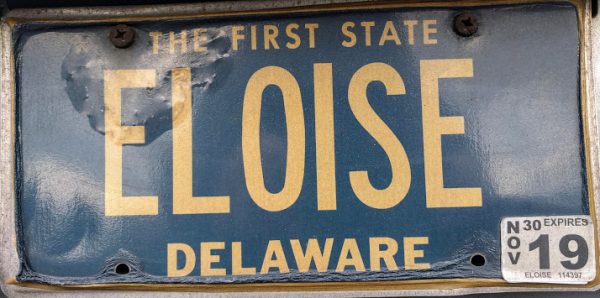 THE FIRST STATE
ELOISE
DELAWARE
NOV 30 EXPIRES
19
ELOISE 114397